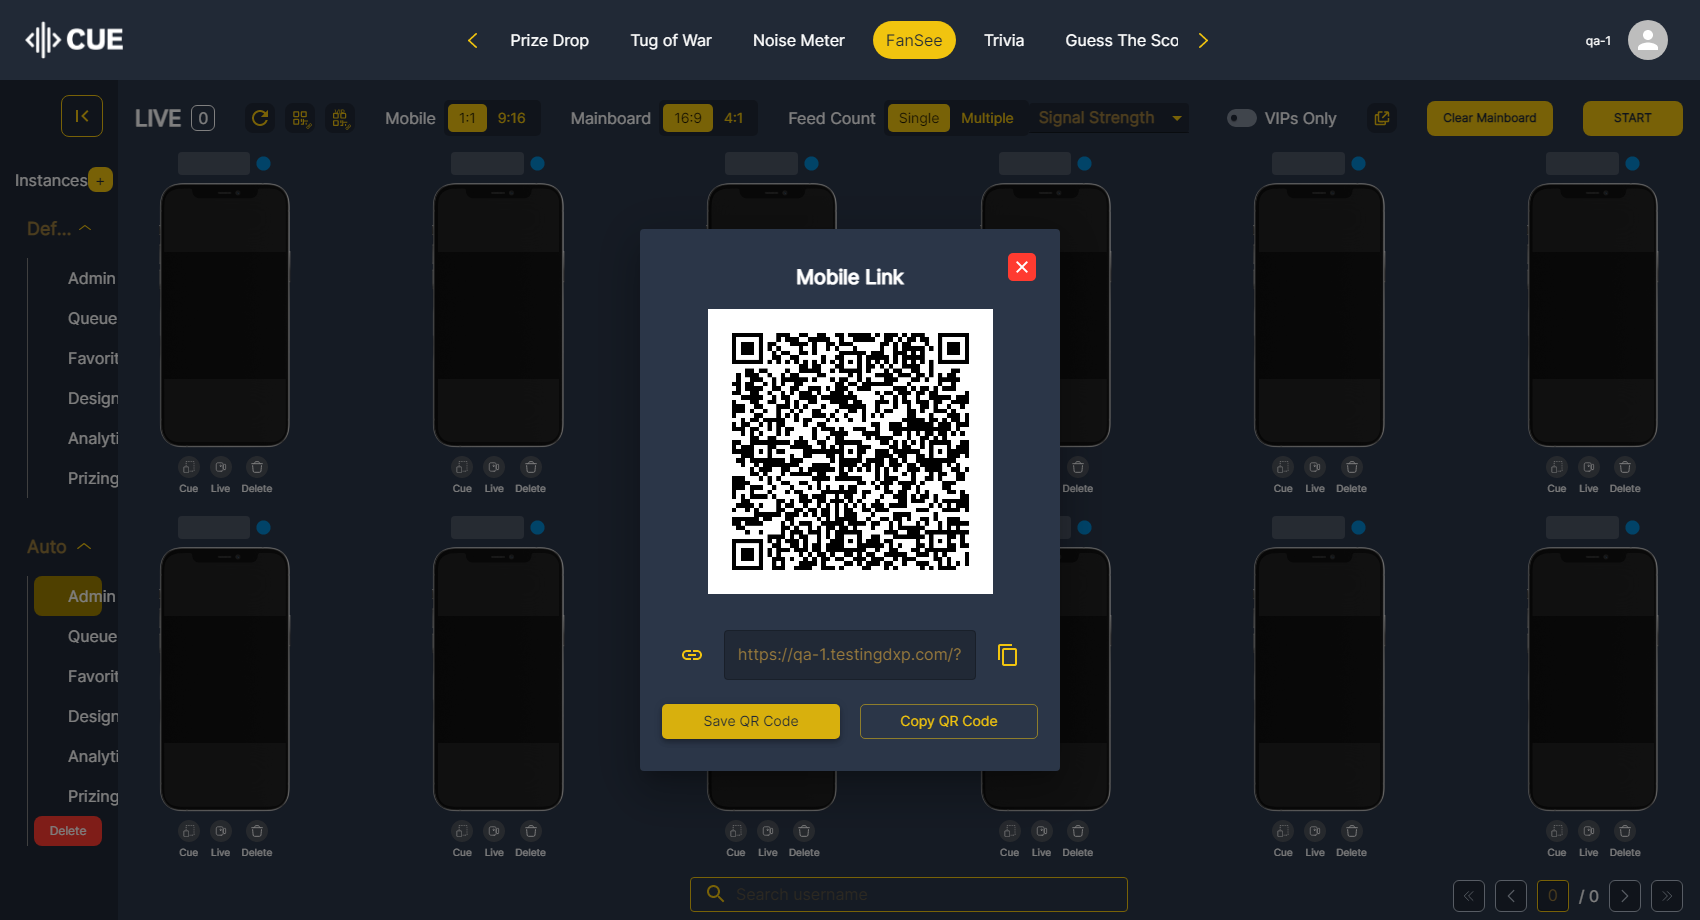 CUE
Prize Drop
Tug of War
Noise Meter
FanSee
Trivia
Guess The Sco
qa-1
LIVE 0
Mobile 1:1 9:16
Mainboard 16:9 4:1
Feed Count Single Multiple
Signal Strength
VIPs Only
Clear Mainboard
START
Instances +
Def...
Admin
Queue
Favorit
Design
Analyti
Prizing
Auto
Admin
Queue
Favorit
Design
Analyti
Prizing
Delete
Mobile Link
https://qa-1.testingdxp.com/?
Save QR Code
Copy QR Code
Cue Live Delete
Cue Live Delete
Delete
Cue Live Delete
Cue Live Delete
Cue Live Delete
Cue Live Delete
Cue Live Delete
Cue Live Delete
Cue Live Delete
Cue Live Delete
Search username
0 / 0